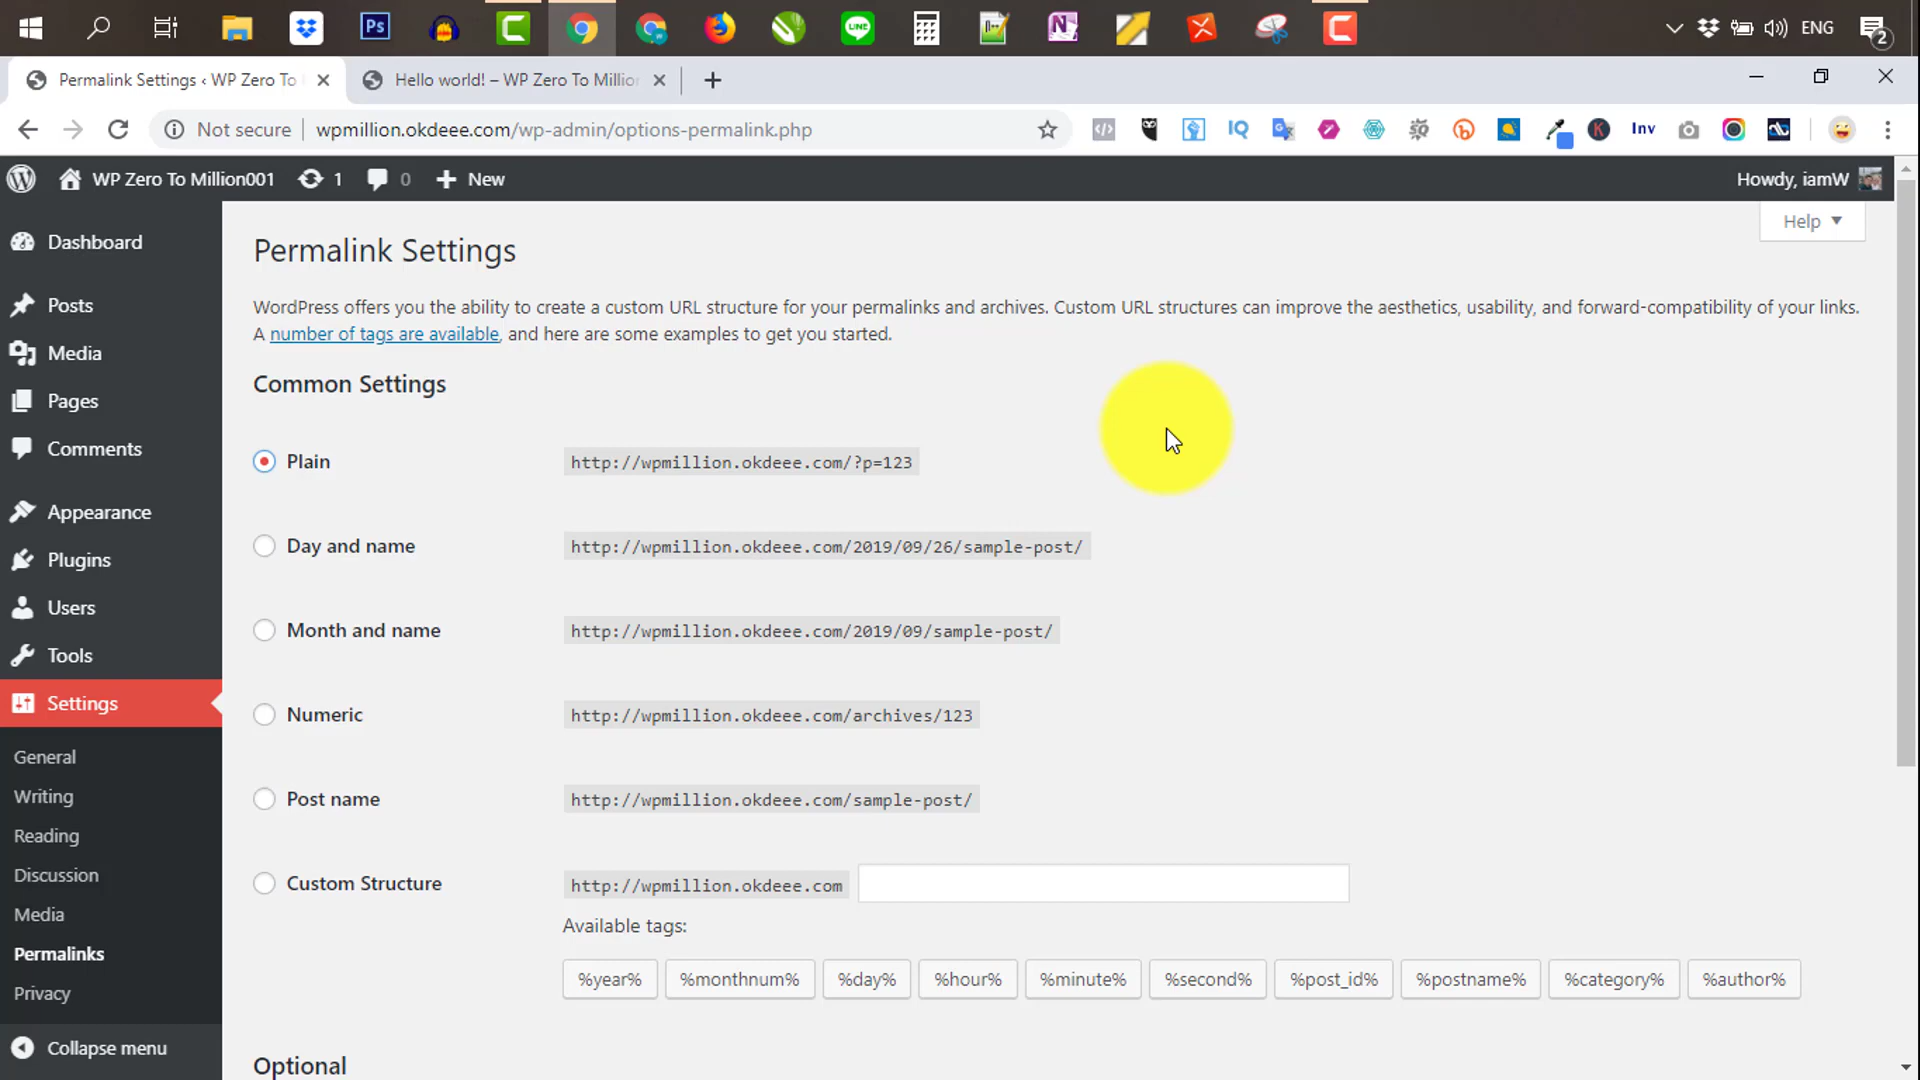 Ps
LINE
N
ENG
2
Permalink Settings ‹ WP Zero To
Hello world! – WP Zero To Million
Not secure
wpmillion.okdeee.com/wp-admin/options-permalink.php
IQ
K
Inv
WP Zero To Million001
1
0
New
Howdy, iamW
Help
Dashboard
Posts
Media
Pages
Comments
Appearance
Plugins
Users
Tools
Settings
General
Writing
Reading
Discussion
Media
Permalinks
Privacy
Collapse menu
Permalink Settings
WordPress offers you the ability to create a custom URL structure for your permalinks and archives. Custom URL structures can improve the aesthetics, usability, and forward-compatibility of your links.
A number of tags are available, and here are some examples to get you started.
Common Settings
Plain
http://wpmillion.okdeee.com/?p=123
Day and name
http://wpmillion.okdeee.com/2019/09/26/sample-post/
Month and name
http://wpmillion.okdeee.com/2019/09/sample-post/
Numeric
http://wpmillion.okdeee.com/archives/123
Post name
http://wpmillion.okdeee.com/sample-post/
Custom Structure
http://wpmillion.okdeee.com
Available tags:
%year% %monthnum% %day% %hour% %minute% %second% %post_id% %postname% %category% %author%
Optional